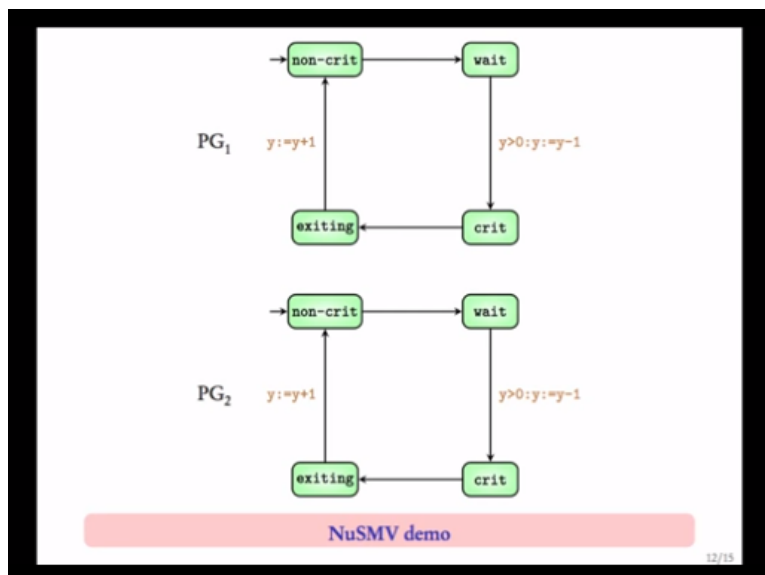 non-crit
wait
PG₁
y:=y+1
y>0:y:=y-1
exiting
crit
non-crit
wait
PG₂
y:=y+1
y>0:y:=y-1
exiting
crit
NuSMV demo
12/15